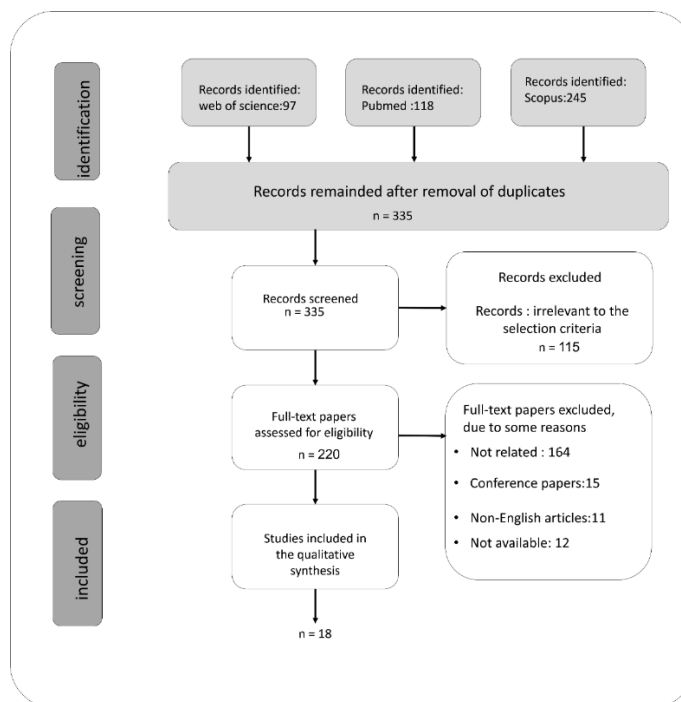 identification
Records identified:
web of science:97
Records identified:
Pubmed :118
Records identified:
Scopus:245
Records remainded after removal of duplicates
n = 335
screening
Records screened
n = 335
Records excluded
Records : irrelevant to the
selection criteria
n = 115
eligibility
Full-text papers
assessed for eligibility
n = 220
Full-text papers excluded,
due to some reasons
• Not related : 164
• Conference papers:15
• Non-English articles:11
• Not available: 12
included
Studies included in
the qualitative
synthesis
n = 18